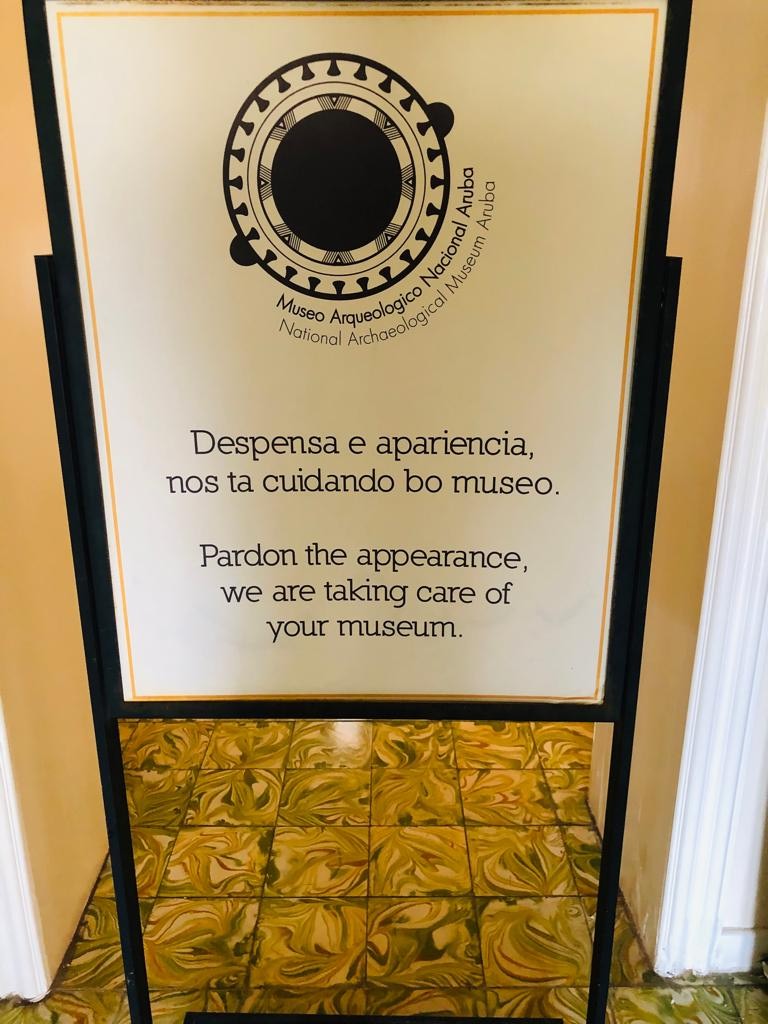 Museo Arqueologico Nacional Aruba
National Archaeological Museum Aruba
Despensa e apariencia,
nos ta cuidando bo museo.
Pardon the appearance,
we are taking care of
your museum.